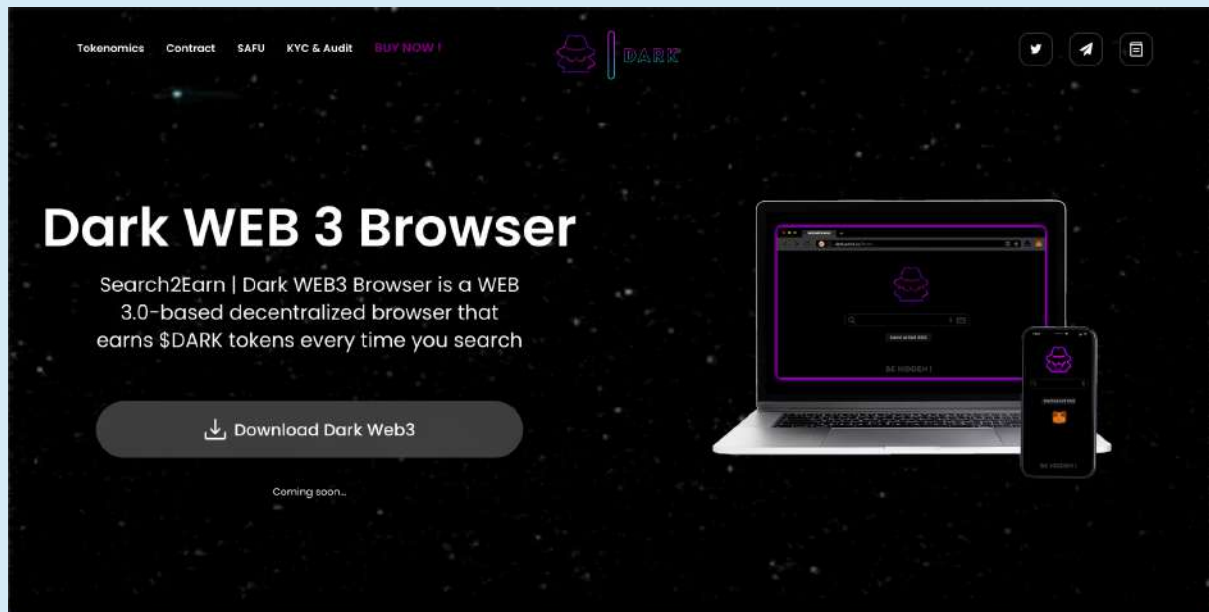 Tokenomics Contract SAFU KYC & Audit BUY NOW !
DARK
Dark WEB 3 Browser
Search2Earn | Dark WEB3 Browser is a WEB
3.0-based decentralized browser that
earns $DARK tokens every time you search
Download Dark Web3
Coming soon...
BE HIDDEN !
BE HIDDEN !